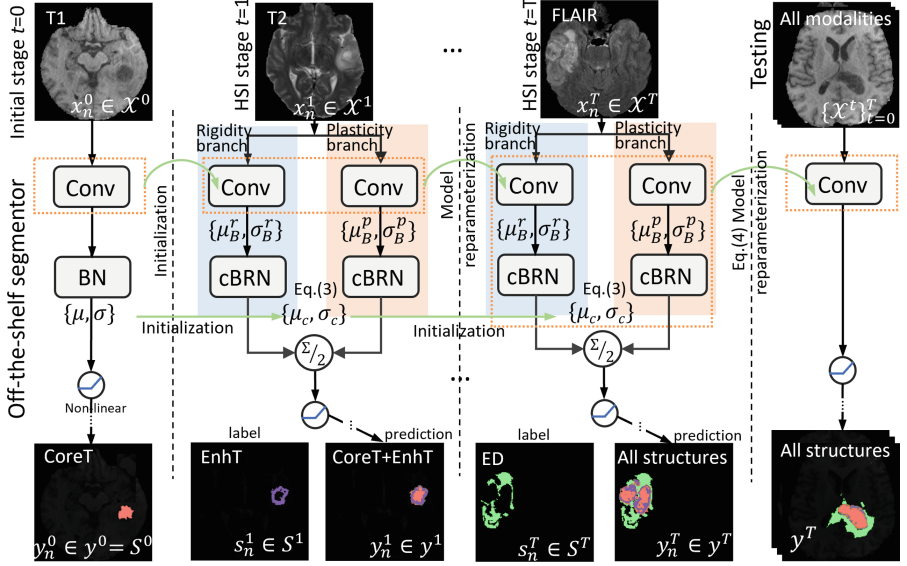 Initial stage t=0
T1
x_n^0 ∈ 𝒳^0
HSI stage t=1
T2
x_n^1 ∈ 𝒳^1
...
HSI stage t=T
FLAIR
x_n^T ∈ 𝒳^T
Testing
All modalities
{𝒳^t}_{t=0}^T
Rigidity
branch
Plasticity
branch
Rigidity
branch
Plasticity
branch
Off-the-shelf segmentor
Conv
Initialization
Conv
Conv
Model
reparameterization
Conv
Conv
Eq.(4) Model
reparameterization
Conv
{μ_B^r, σ_B^r}
{μ_B^p, σ_B^p}
{μ_B^r, σ_B^r}
{μ_B^p, σ_B^p}
BN
cBRN
cBRN
cBRN
cBRN
{μ, σ}
Initialization
Eq.(3)
{μ_c, σ_c}
Initialization
Eq.(3)
{μ_c, σ_c}
Σ/2
Σ/2
...
Nonlinear
label
prediction
label
prediction
CoreT
y_n^0 ∈ y^0 = S^0
EnhT
s_n^1 ∈ S^1
CoreT+EnhT
y_n^1 ∈ y^1
ED
s_n^T ∈ S^T
All structures
y_n^T ∈ y^T
All structures
y^T